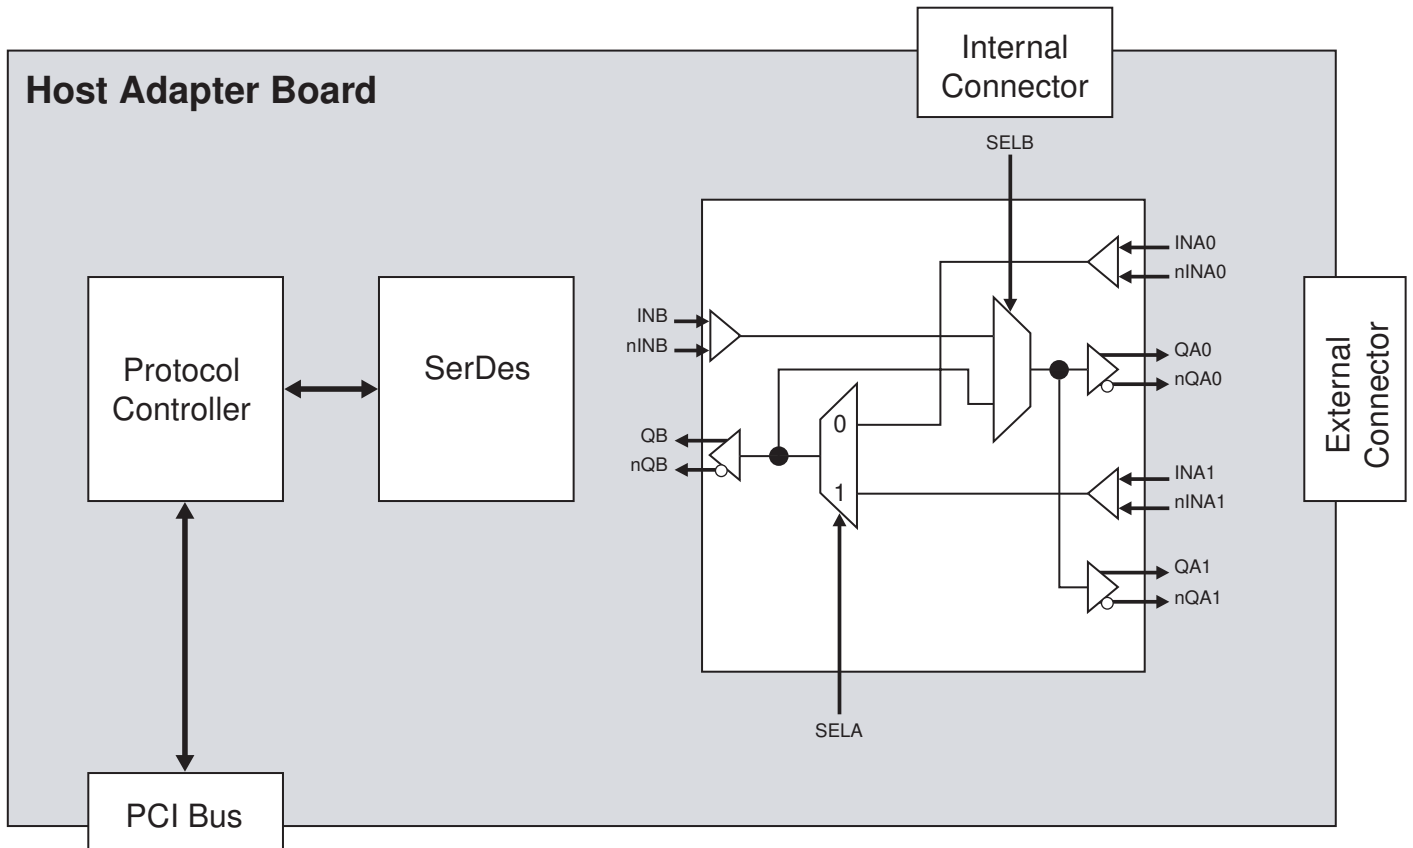 Internal
Connector
Host Adapter Board
SELB
INA0
nINA0
INB
nINB
QA0
nQA0
Protocol
Controller
SerDes
External
Connector
0
QB
nQB
1
INA1
nINA1
QA1
nQA1
SELA
PCI Bus